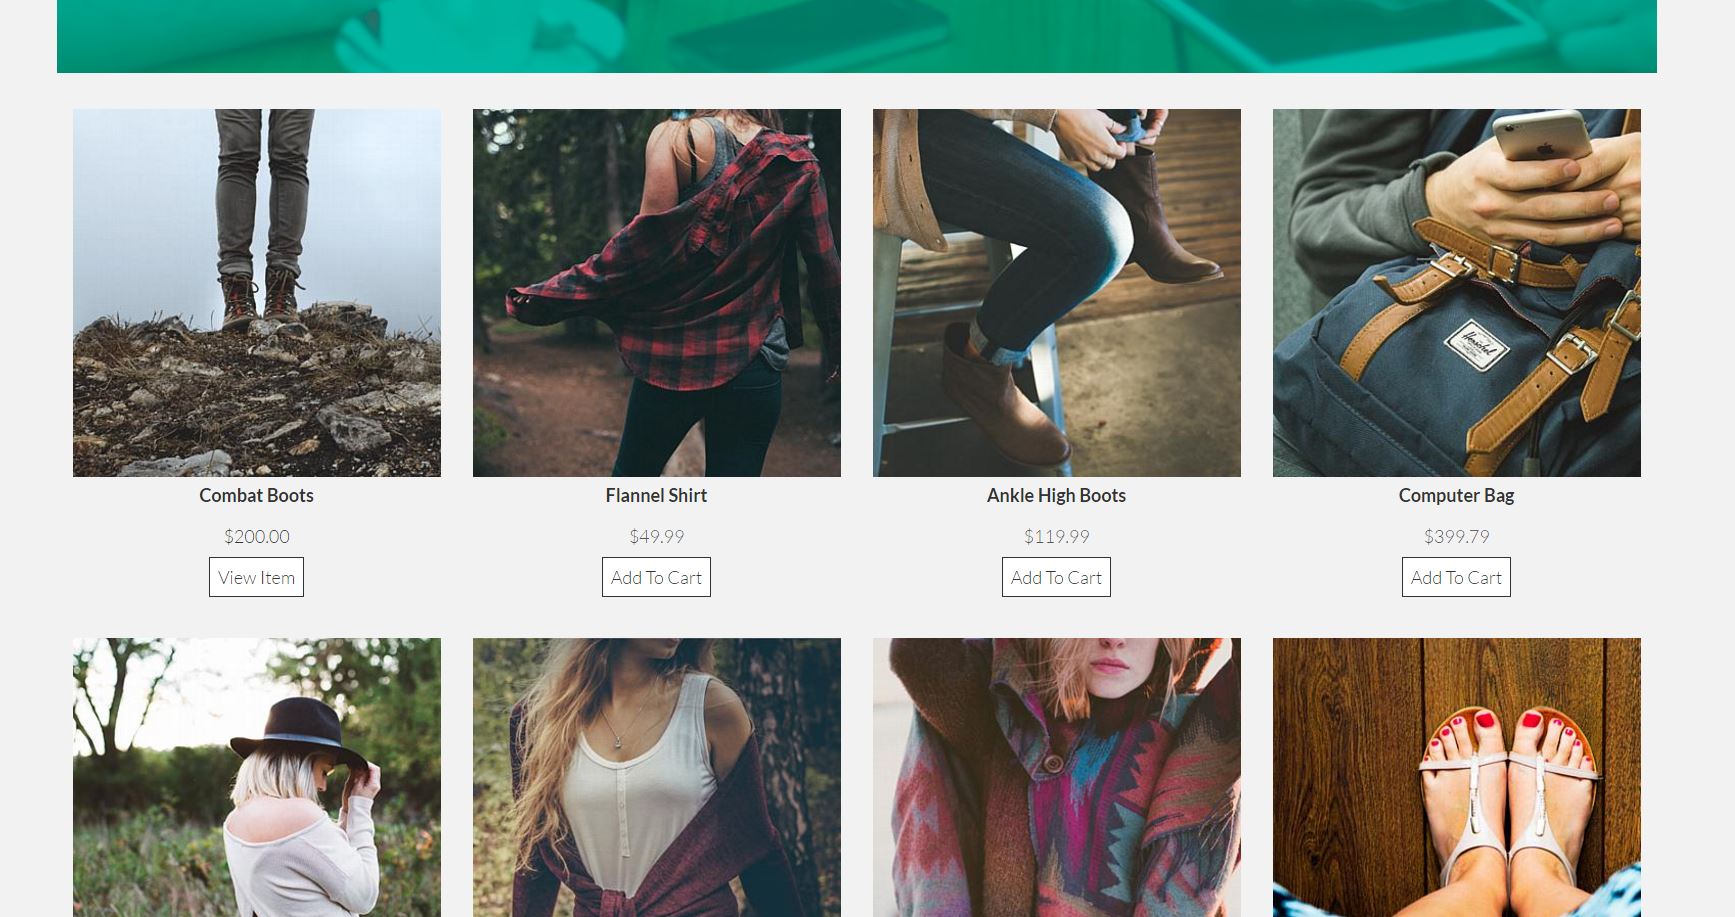 Herschel
Combat Boots
Flannel Shirt
Ankle High Boots
Computer Bag
$200.00
$49.99
$119.99
$399.79
View Item
Add To Cart
Add To Cart
Add To Cart